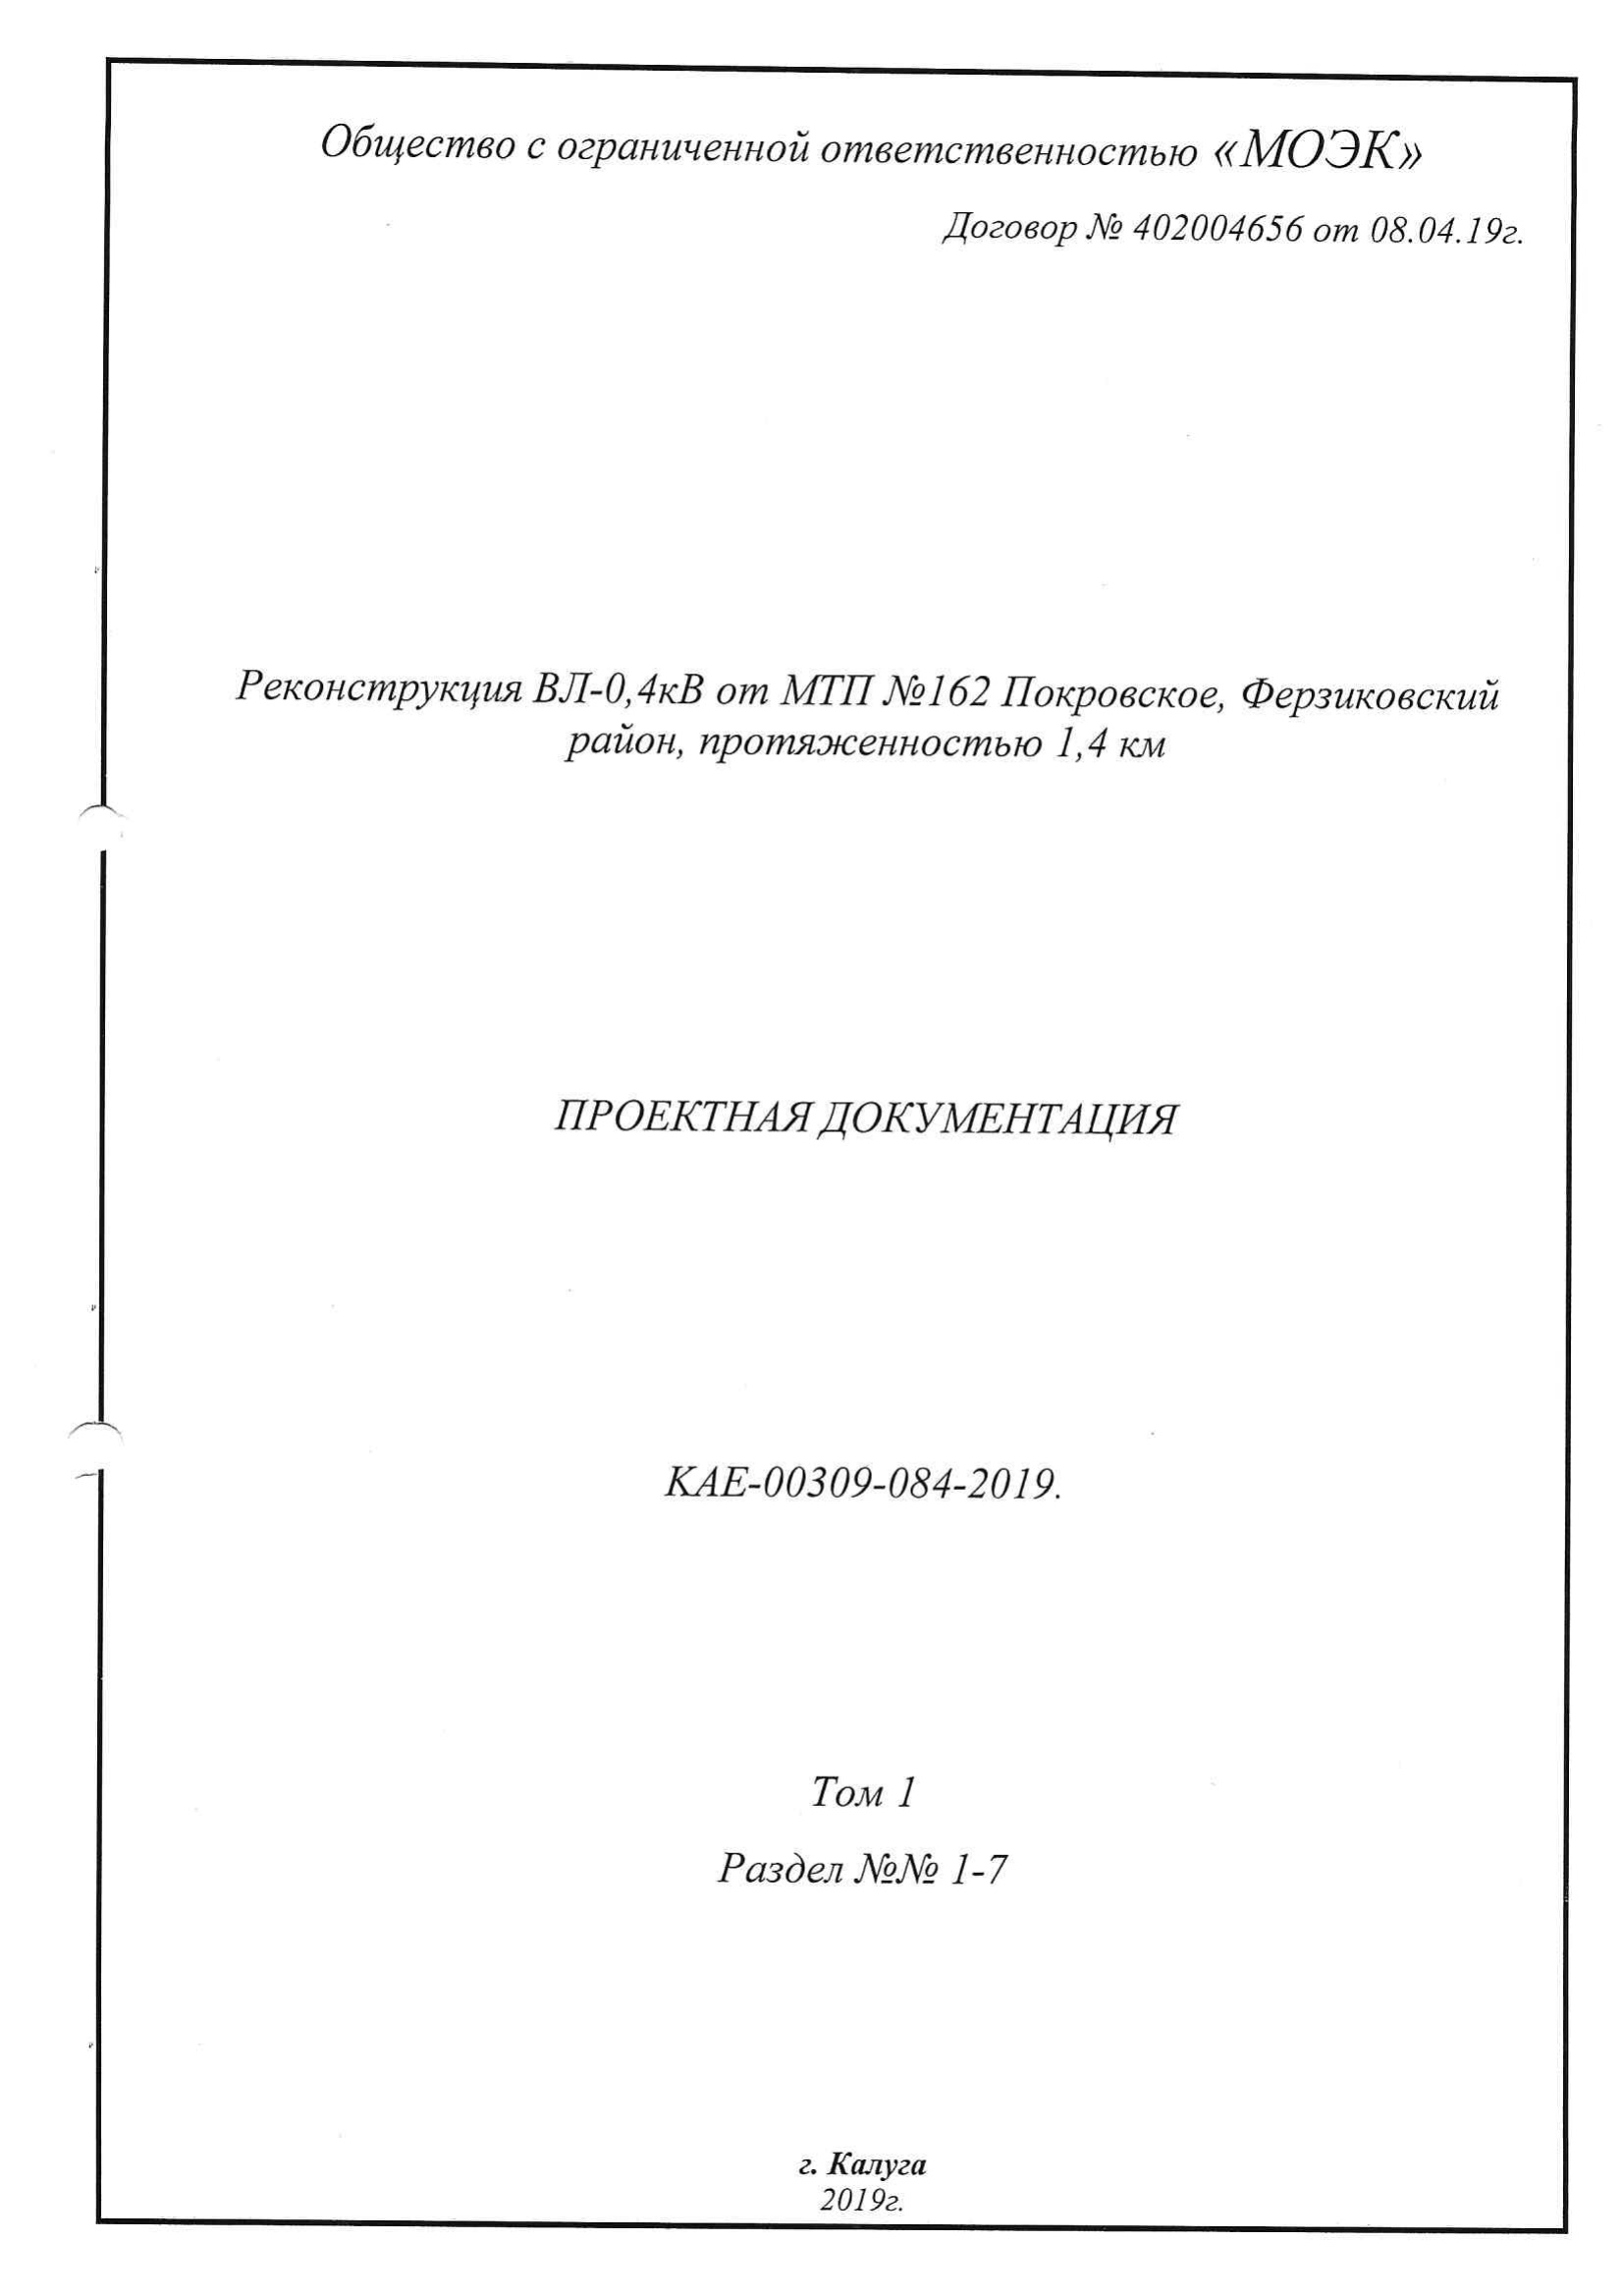 Общество с ограниченной ответственностью «МОЭК»
Договор № 402004656 от 08.04.19г.
Реконструкция ВЛ-0,4кВ от МТП №162 Покровское, Ферзиковский
район, протяженностью 1,4 км
ПРОЕКТНАЯ ДОКУМЕНТАЦИЯ
КАЕ-00309-084-2019.
Том 1
Раздел №№ 1-7
г. Калуга
2019г.